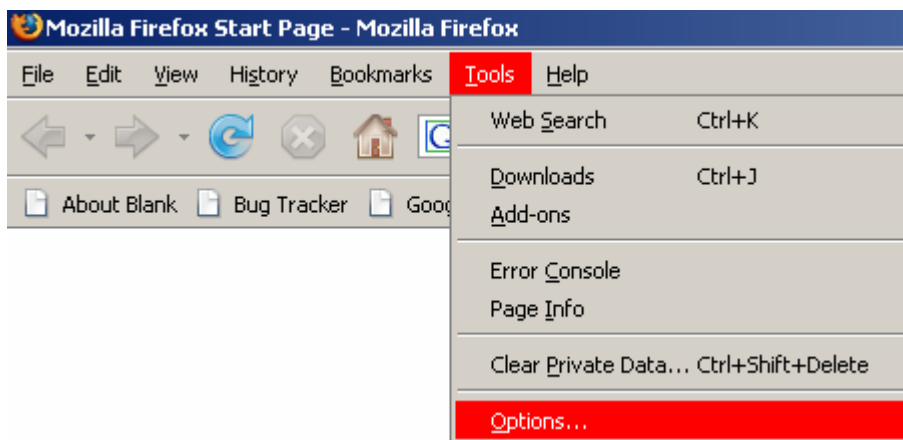 Mozilla Firefox Start Page - Mozilla Firefox
File Edit View History Bookmarks Tools Help
Web Search Ctrl+K
Downloads Ctrl+J
About Blank Bug Tracker Goog
Add-ons
Error Console
Page Info
Clear Private Data... Ctrl+Shift+Delete
Options...